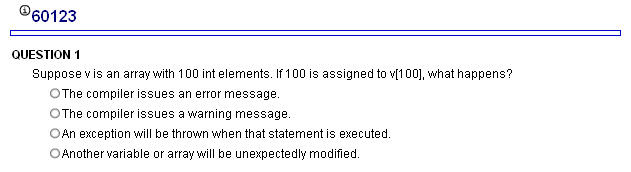 60123
QUESTION 1
Suppose v is an array with 100 int elements. If 100 is assigned to v[100], what happens?
The compiler issues an error message.
The compiler issues a warning message.
An exception will be thrown when that statement is executed.
Another variable or array will be unexpectedly modified.